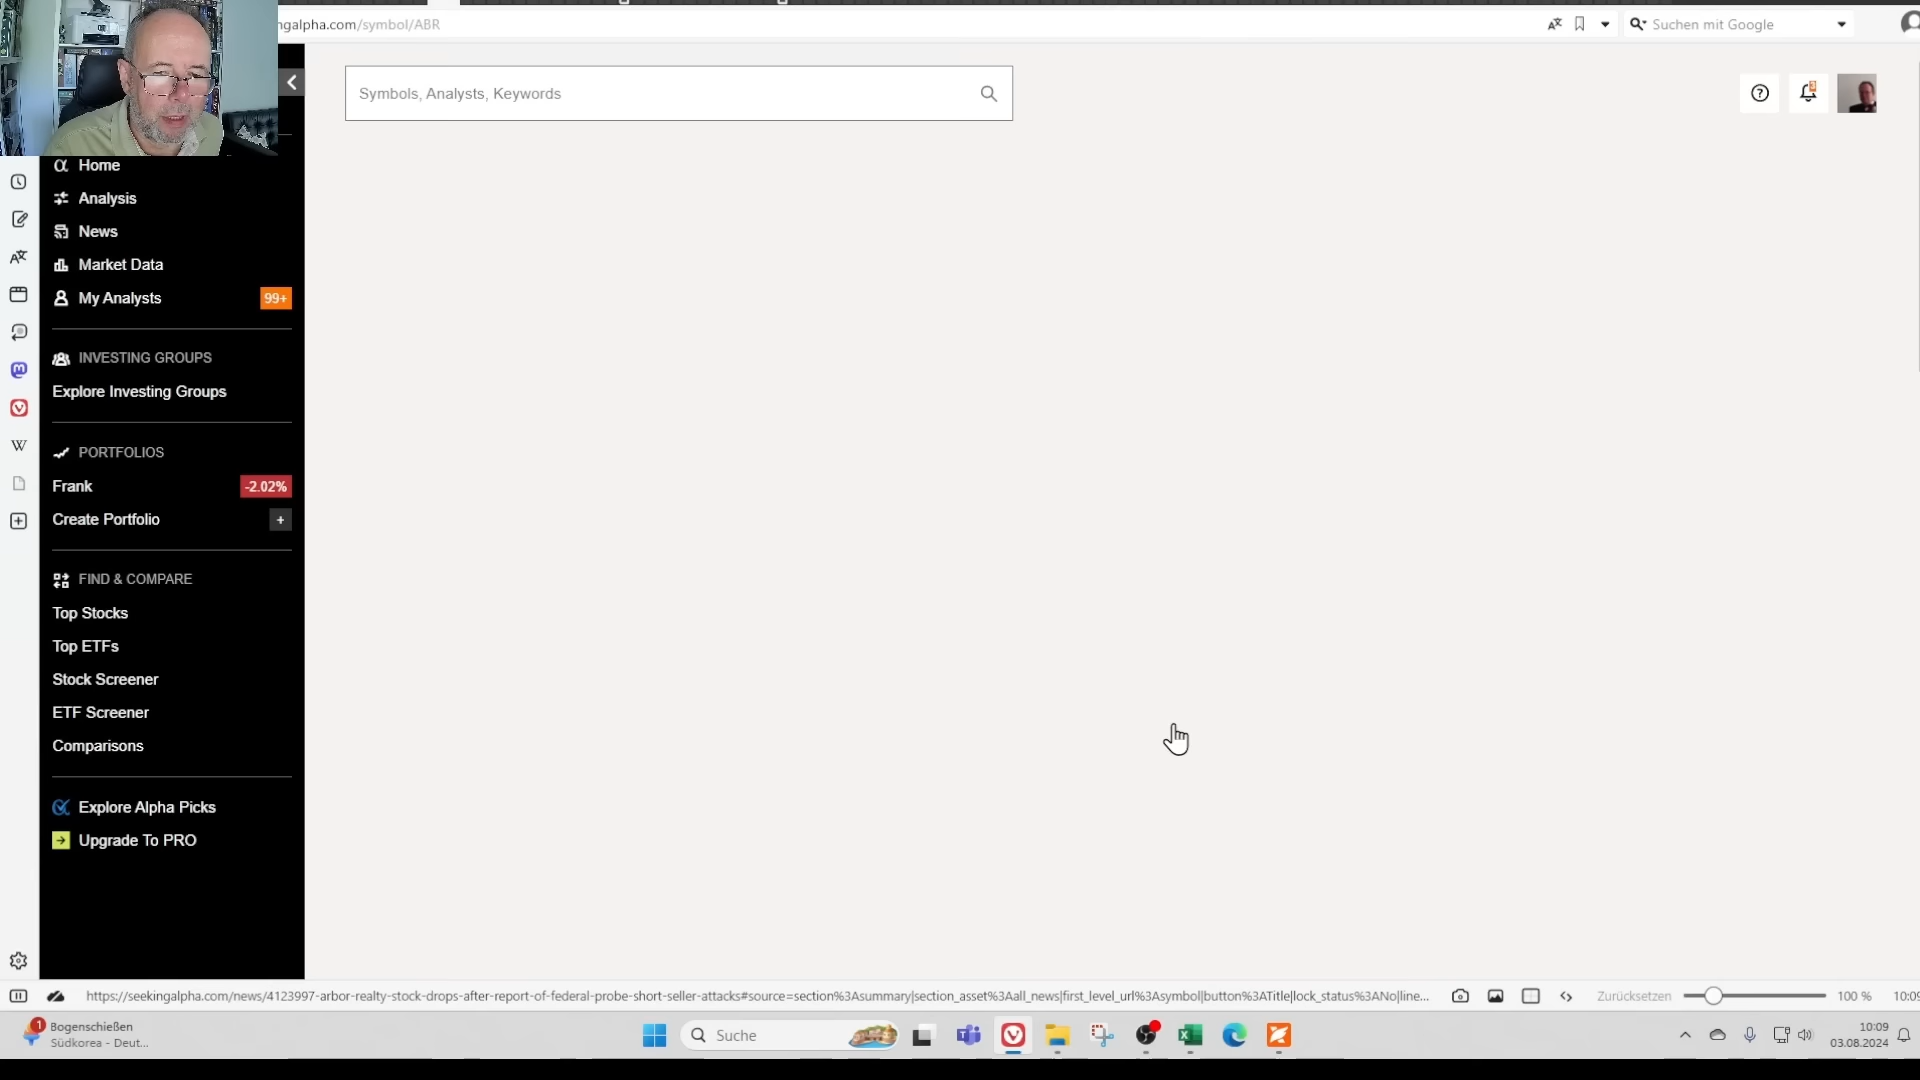 ngalpha.com/symbol/ABR
Suchen mit Google
Symbols, Analysts, Keywords
Home
Analysis
News
Market Data
My Analysts 99+
INVESTING GROUPS
Explore Investing Groups
PORTFOLIOS
Frank -2.02%
Create Portfolio +
FIND & COMPARE
Top Stocks
Top ETFs
Stock Screener
ETF Screener
Comparisons
Explore Alpha Picks
Upgrade To PRO
https://seekingalpha.com/news/4123997-arbor-realty-stock-drops-after-report-of-federal-probe-short-seller-attacks#source=section%3Asummary|section_asset%3Aall_news|first_level_url%3Asymbol|button%3ATitle|lock_status%3ANo|line...
Zurücksetzen 100 % 10:09
1 Bogenschießen
Südkorea - Deut...
Suche
10:09
03.08.2024